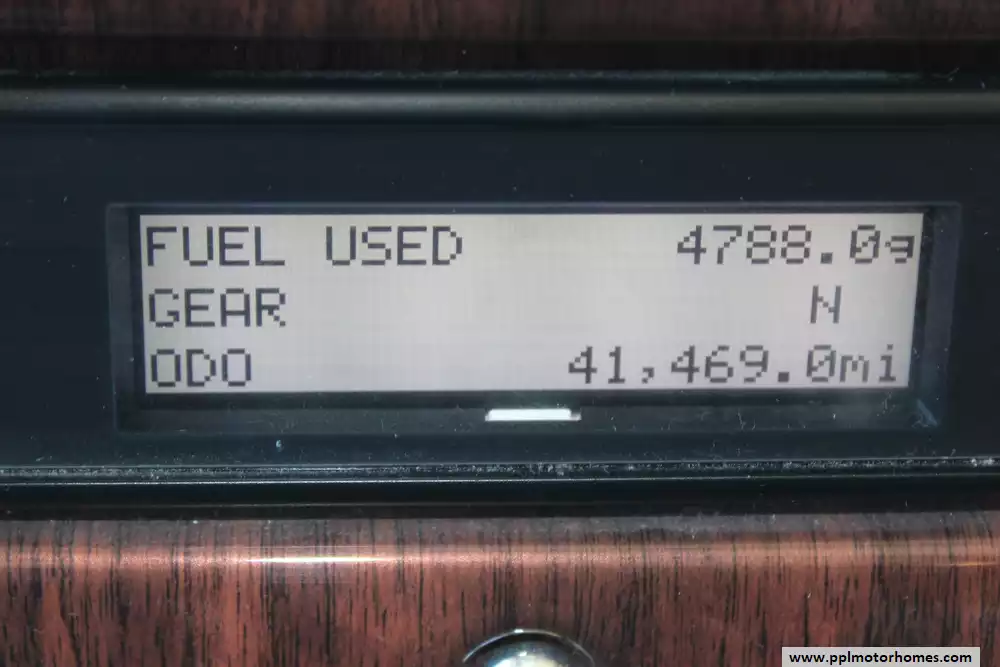 FUEL USED 4788.0g
GEAR N
ODO 41,469.0mi
www.pplmotorhomes.com